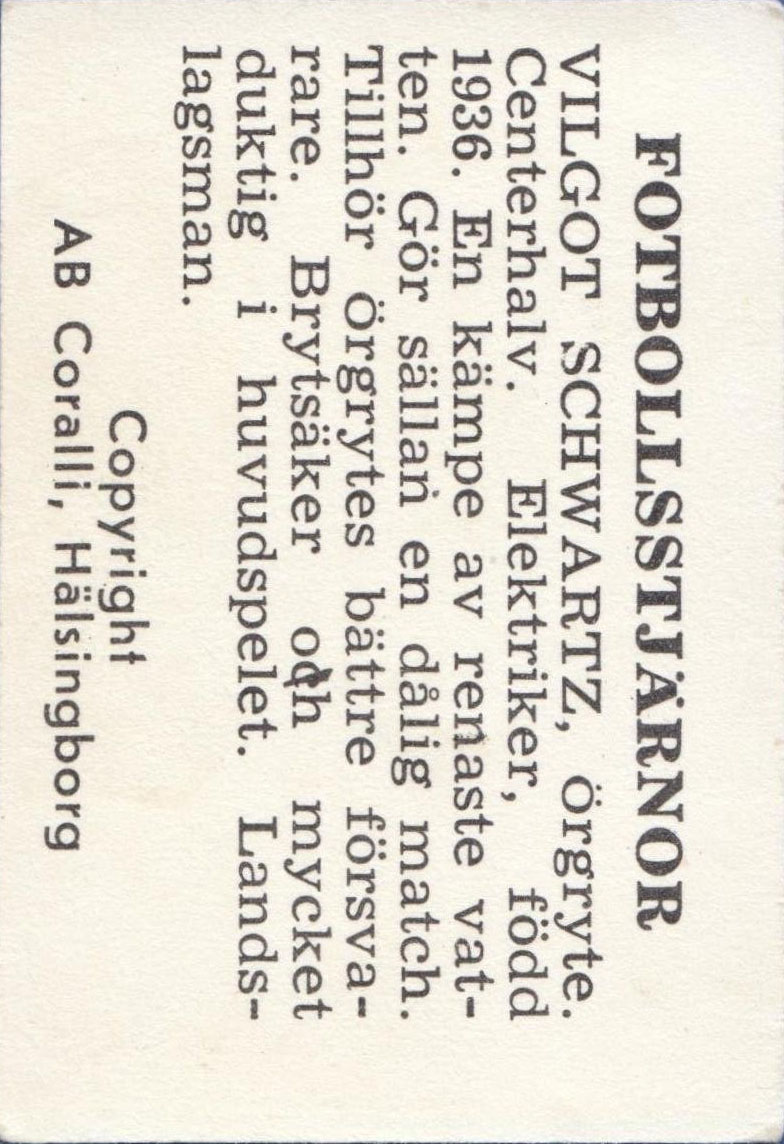 FOTBOLLSSTJÄRNOR
VILGOT SCHWARTZ, Örgryte.
Centerhalv. Elektriker, född
1936. En kämpe av renaste vat-
ten. Gör sällan en dålig match.
Tillhör Örgrytes bättre försva-
rare. Brytsäker och mycket
duktig i huvudspelet. Lands-
lagsman.
Copyright
AB Coralli, Hälsingborg